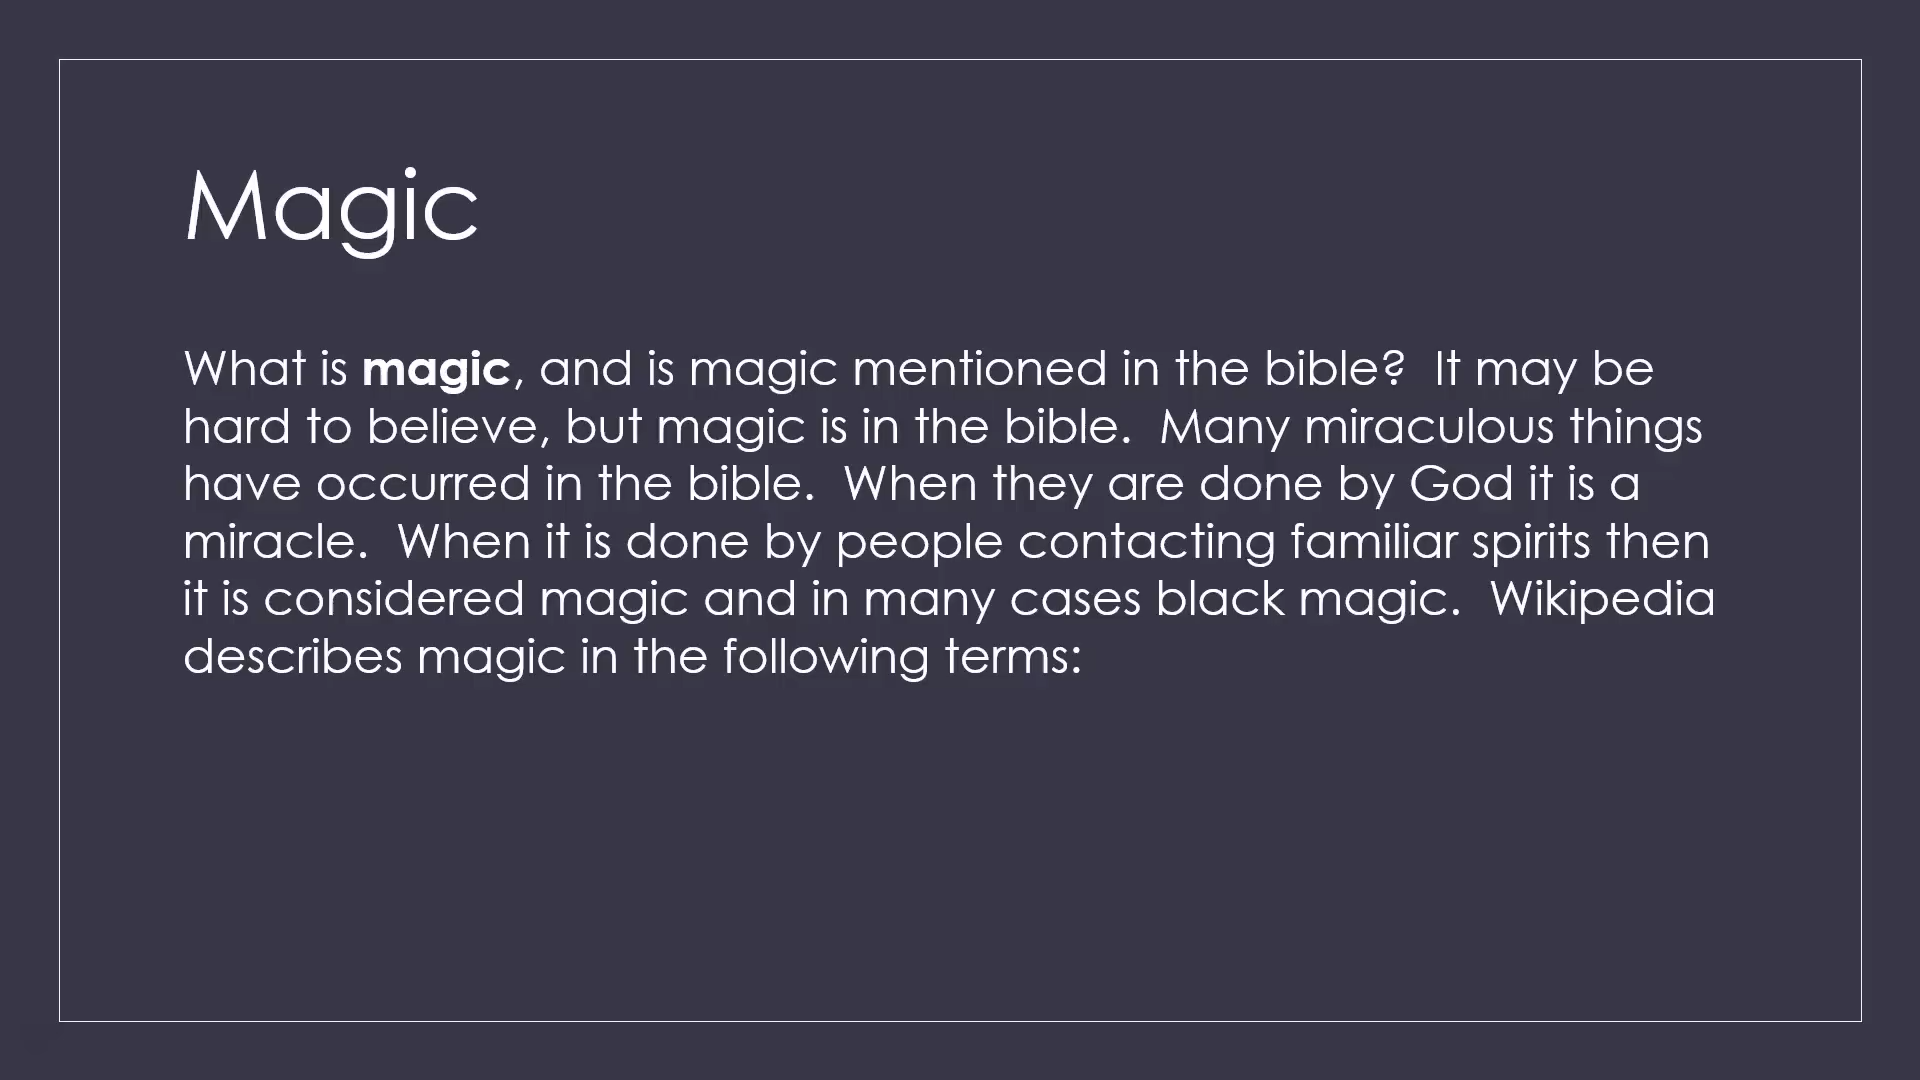 Magic
What is magic, and is magic mentioned in the bible?  It may be
hard to believe, but magic is in the bible.  Many miraculous things
have occurred in the bible.  When they are done by God it is a
miracle.  When it is done by people contacting familiar spirits then
it is considered magic and in many cases black magic.  Wikipedia
describes magic in the following terms: